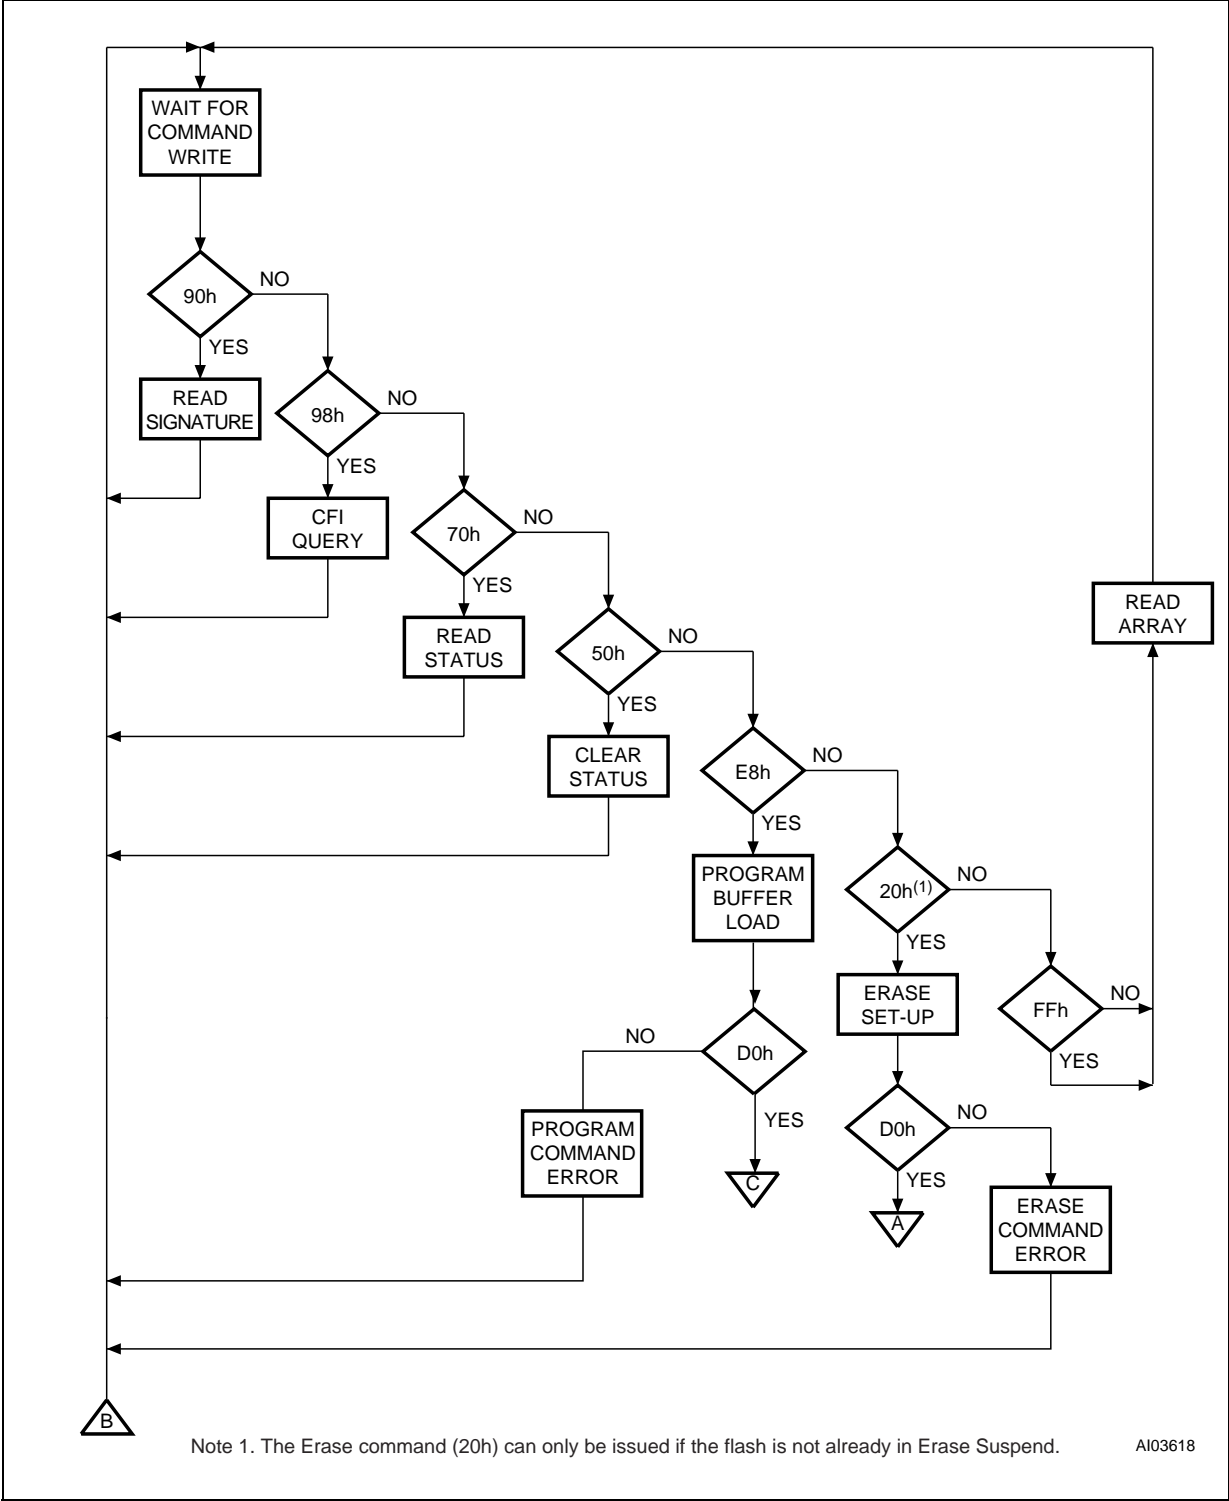 WAIT FOR
COMMAND
WRITE
90h
NO
YES
READ
SIGNATURE
98h
NO
YES
CFI
QUERY
70h
NO
YES
READ
STATUS
50h
NO
YES
CLEAR
STATUS
READ
ARRAY
E8h
NO
YES
PROGRAM
BUFFER
LOAD
20h(1)
NO
YES
ERASE
SET-UP
FFh
NO
YES
D0h
NO
YES
PROGRAM
COMMAND
ERROR
C
D0h
NO
YES
A
ERASE
COMMAND
ERROR
B
Note 1. The Erase command (20h) can only be issued if the flash is not already in Erase Suspend.
AI03618